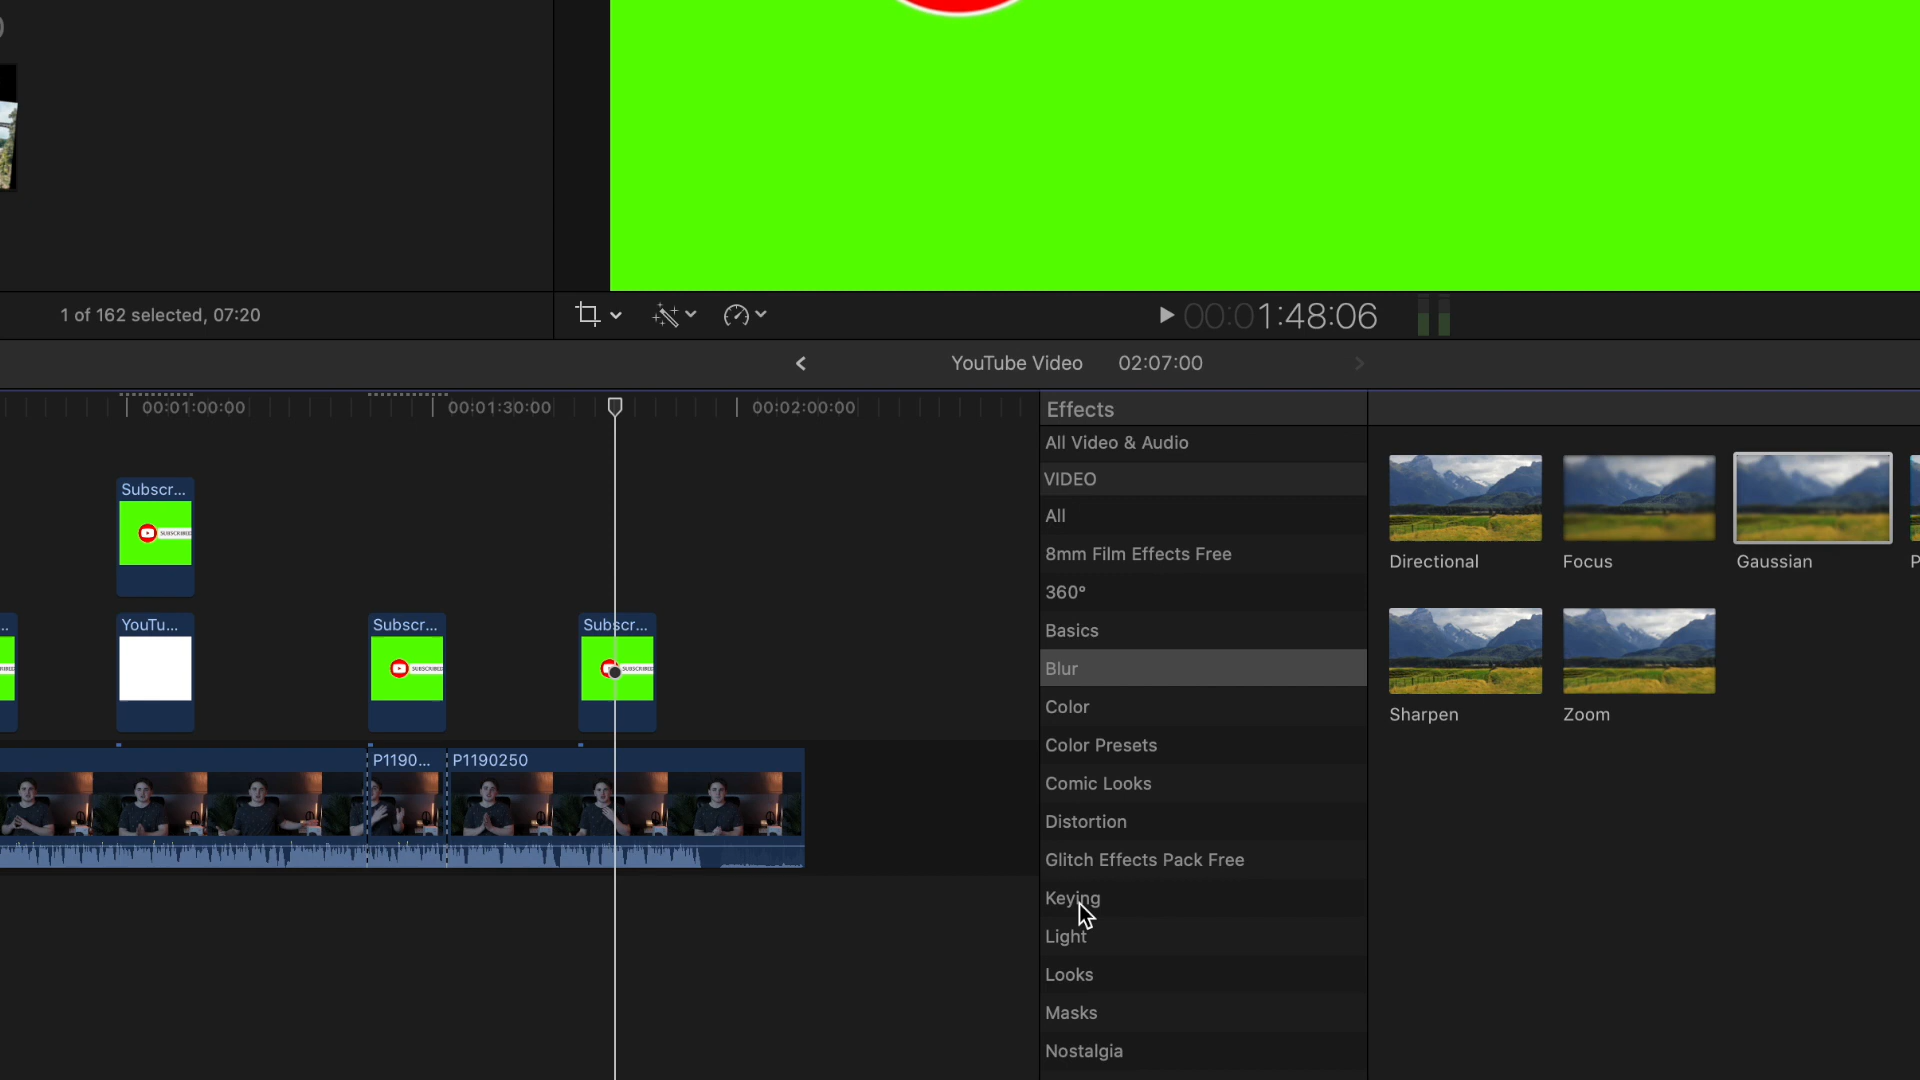 1 of 162 selected, 07:20
00:01:48:06
YouTube Video 02:07:00
00:01:00:00 00:01:30:00 00:02:00:00
Subscr...
YouTu... Subscr... Subscr...
SUBSCRIBED
SUBSCRIBED
SUBSCRIBED
P1190... P1190250
Effects
All Video & Audio
VIDEO
All
8mm Film Effects Free
360°
Basics
Blur
Color
Color Presets
Comic Looks
Distortion
Glitch Effects Pack Free
Keying
Light
Looks
Masks
Nostalgia
Directional Focus Gaussian P
Sharpen Zoom